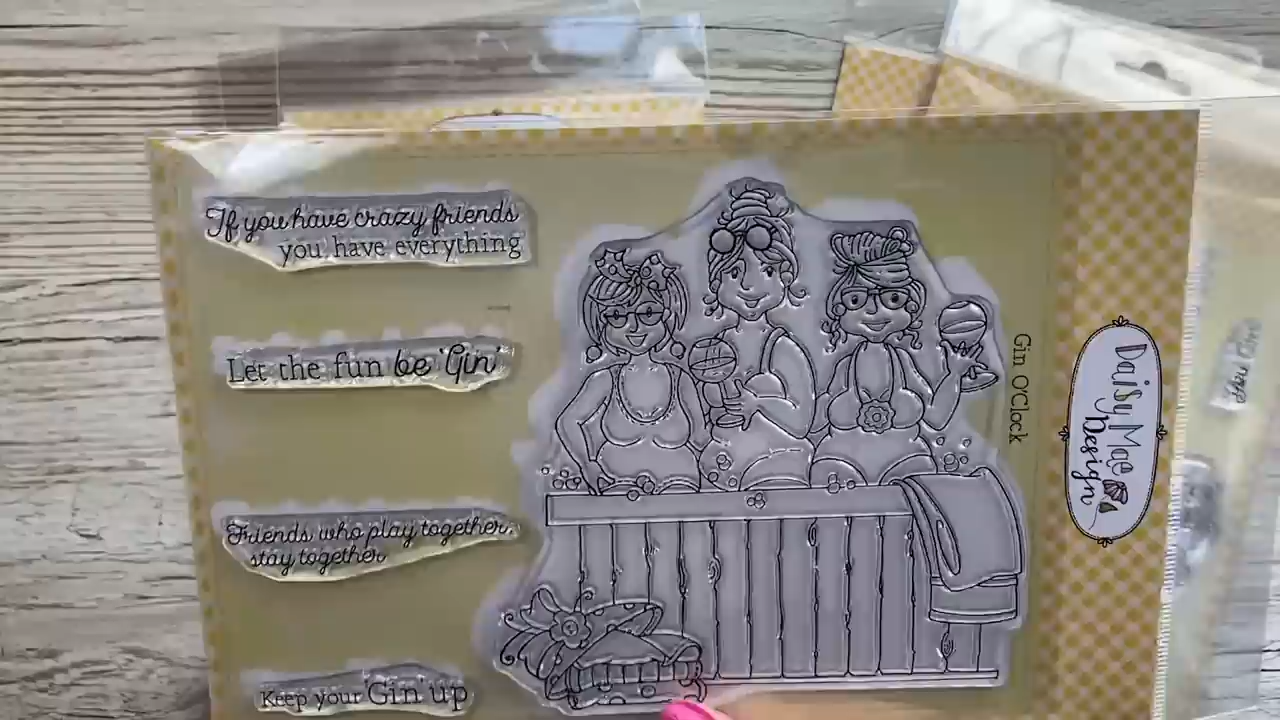 If you have crazy friends
you have everything
Let the fun be 'Gin'
Friends who play together,
stay together
Keep your 'Gin' up
Gin O'Clock
Daisy Mae
Design